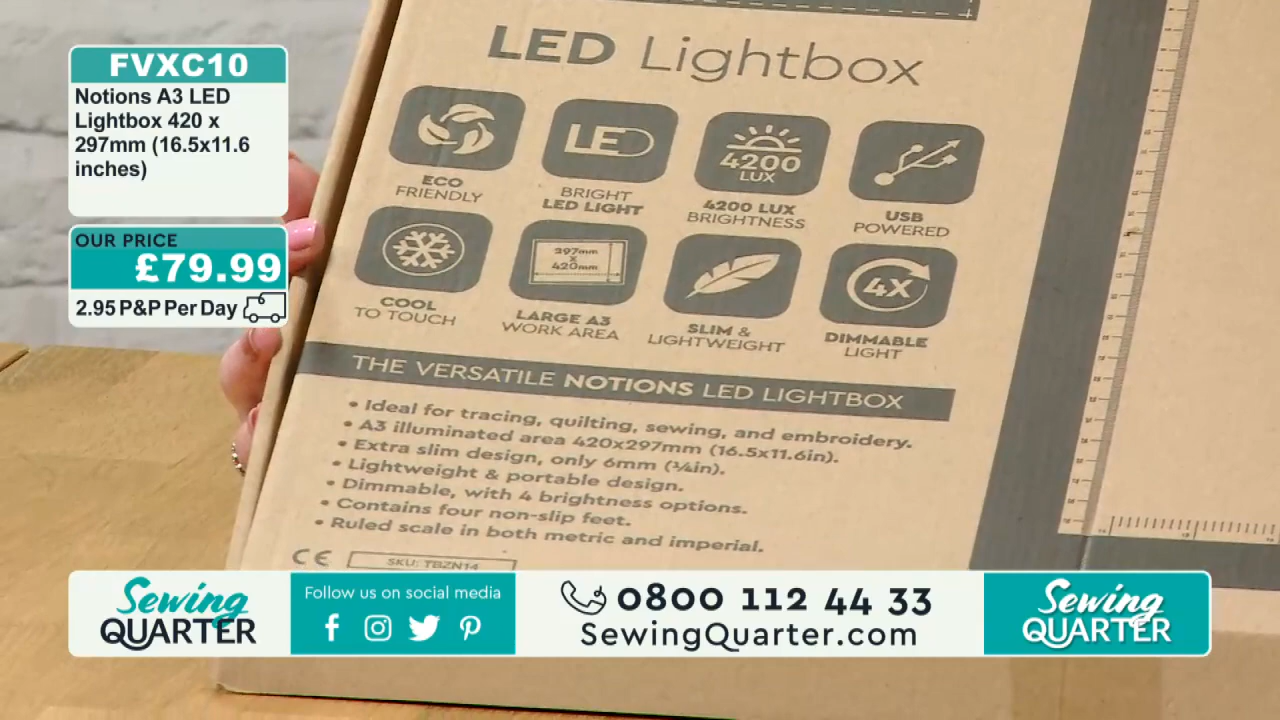 FVXC10
Notions A3 LED
Lightbox 420 x
297mm (16.5x11.6
inches)
OUR PRICE
£79.99
2.95 P&P Per Day
LED Lightbox
ECO
FRIENDLY
LED
BRIGHT
LED LIGHT
4200
LUX
4200 LUX
BRIGHTNESS
USB
POWERED
COOL
TO TOUCH
297mm
x
420mm
LARGE A3
WORK AREA
SLIM &
LIGHTWEIGHT
4X
DIMMABLE
LIGHT
THE VERSATILE NOTIONS LED LIGHTBOX
• Ideal for tracing, quilting, sewing, and embroidery.
• A3 illuminated area 420x297mm (16.5x11.6in).
• Extra slim design, only 6mm (¼in).
• Lightweight & portable design.
• Dimmable, with 4 brightness options.
• Contains four non-slip feet.
• Ruled scale in both metric and imperial.
CE
SKU: TBZN14
Sewing
QUARTER
Follow us on social media
0800 112 44 33
SewingQuarter.com
Sewing
QUARTER